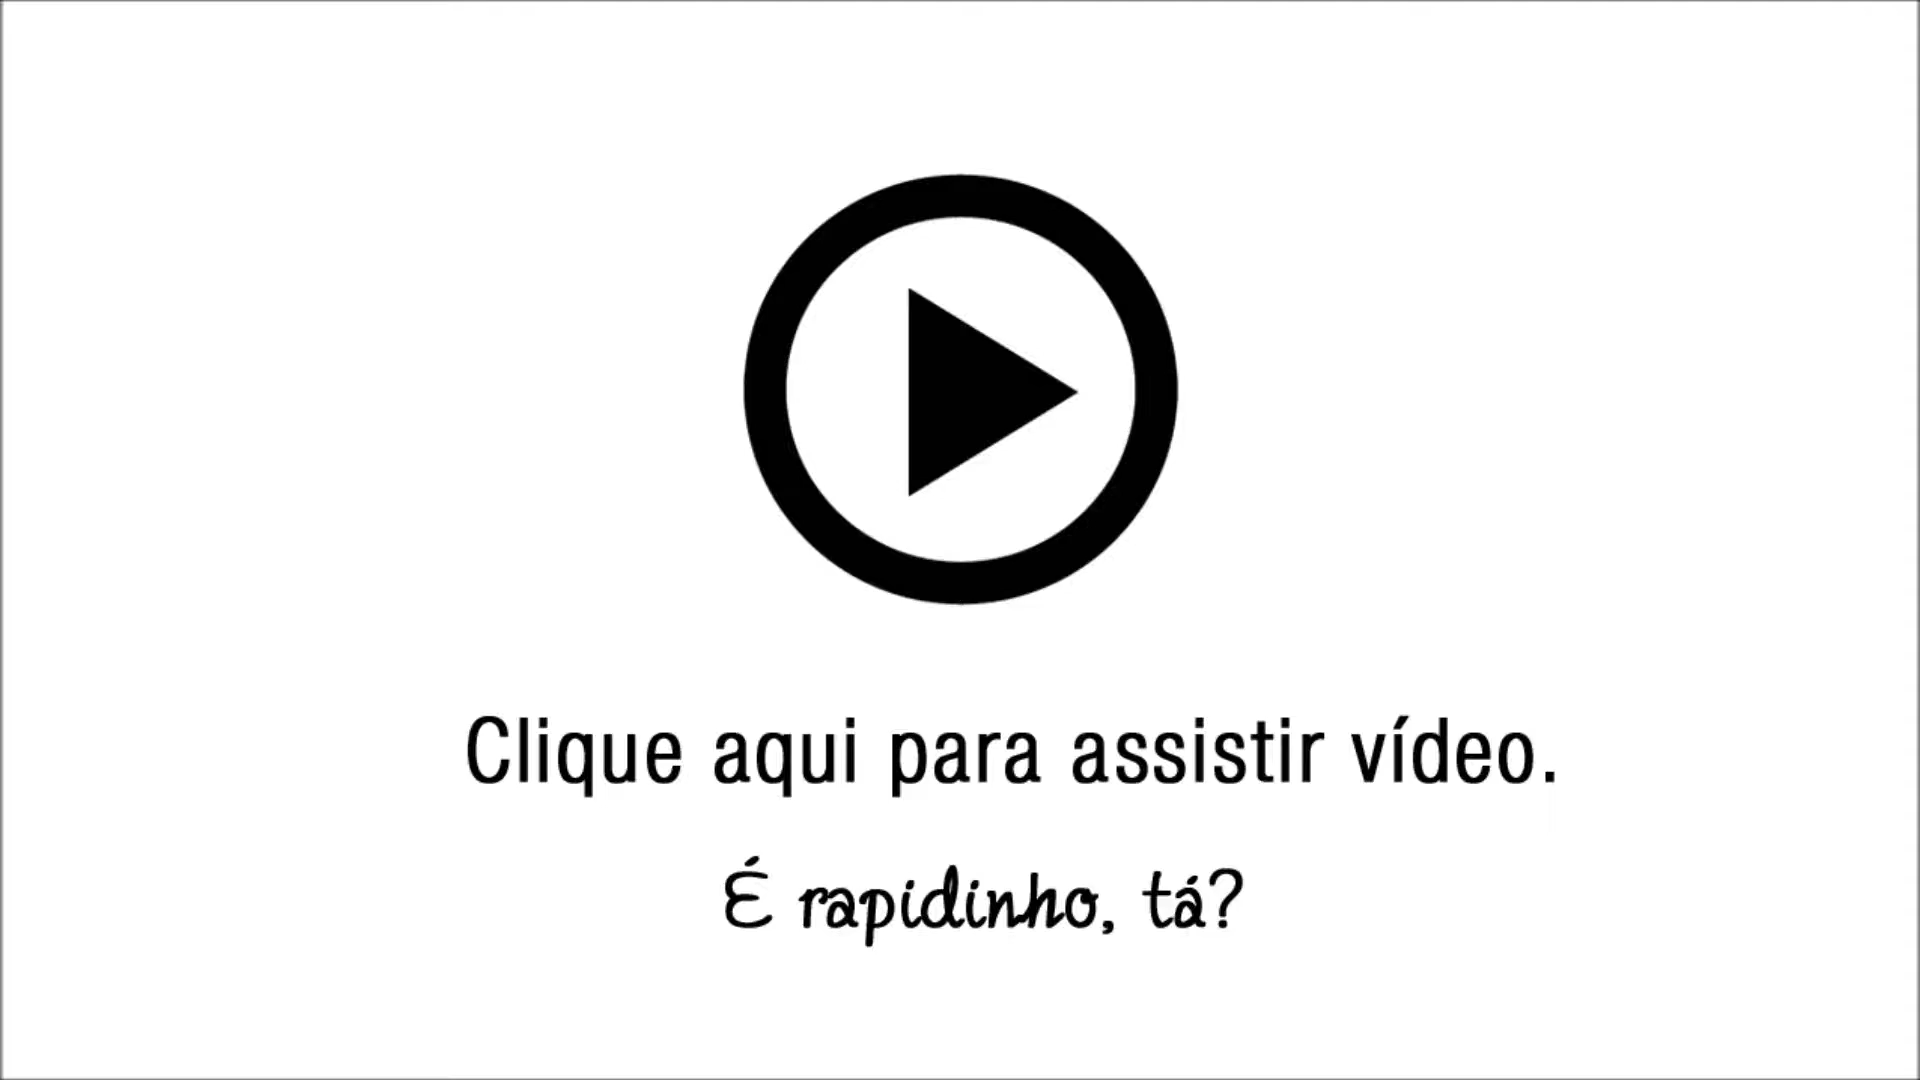 Clique aqui para assistir vídeo.
É rapidinho, tá?